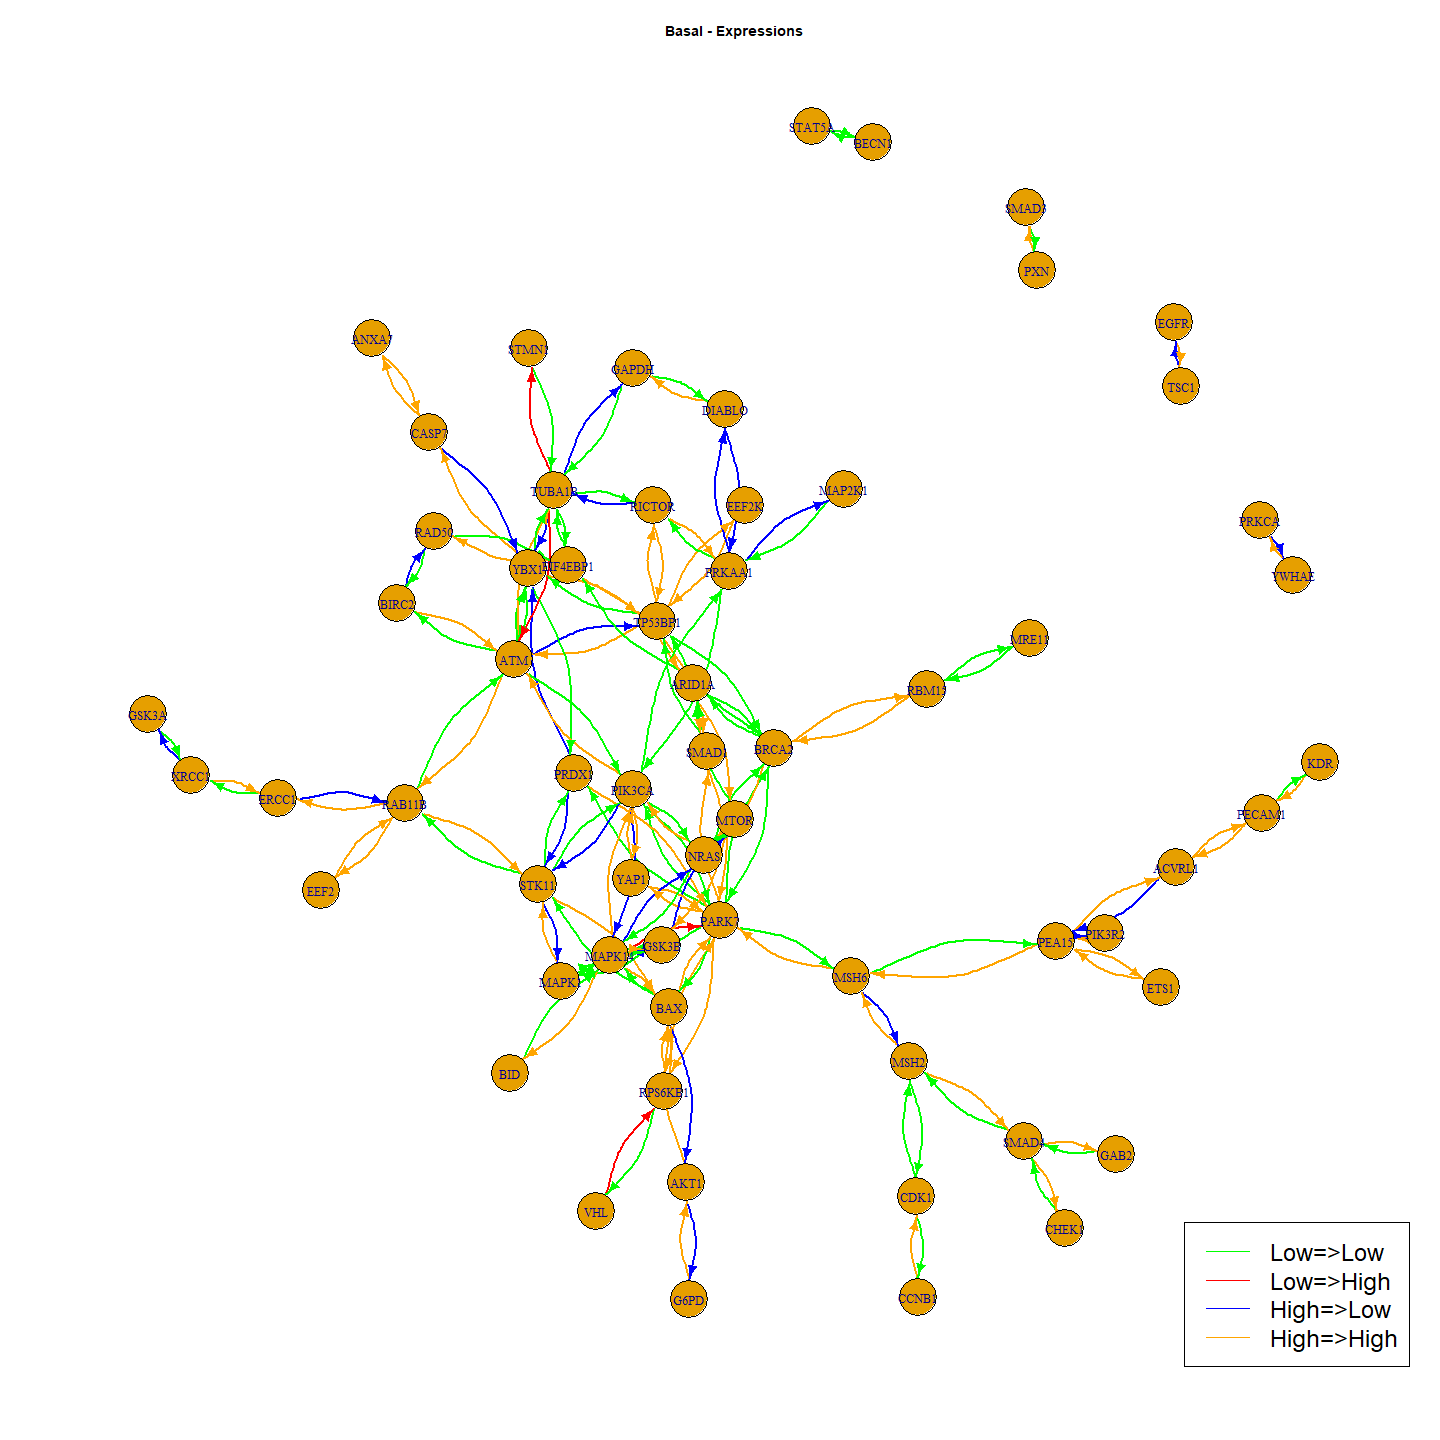 Basal - Expressions
STAT5A
BECN1
SMAD3
PXN
EGFR
TSC1
ANXA7
STMN1
GAPDH
DIABLO
CASP7
TUBA1B
RICTOR
EEF2K
MAP2K1
PRKCA
YWHAE
RAD50
YBX1
EIF4EBP1
PRKAA1
BIRC2
TP53BP1
MRE11
ATM
ARID1A
RBM15
GSK3A
SMAD1
BRCA2
XRCC1
ERCC1
RAB11B
PRDX1
PIK3CA
MTOR
KDR
PECAM1
NRAS
ACVRL1
EEF2
STK11
YAP1
PARK7
PIK3R2
PEA15
MAPK14
GSK3B
MAPK1
MSH6
ETS1
BAX
BID
RPS6KB1
MSH2
SMAD4
GAB2
AKT1
CDK1
VHL
CHEK1
G6PD
CCNB1
Low=>Low
Low=>High
High=>Low
High=>High